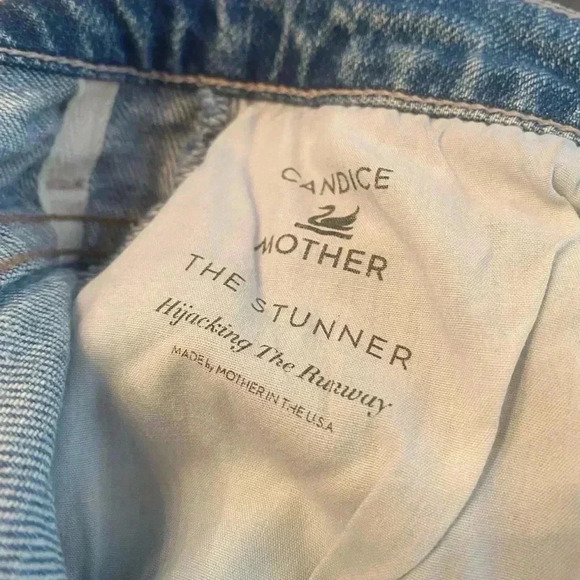 CANDICE
MOTHER
THE STUNNER
Hijacking The Runway
MADE by MOTHER IN THE U.S.A